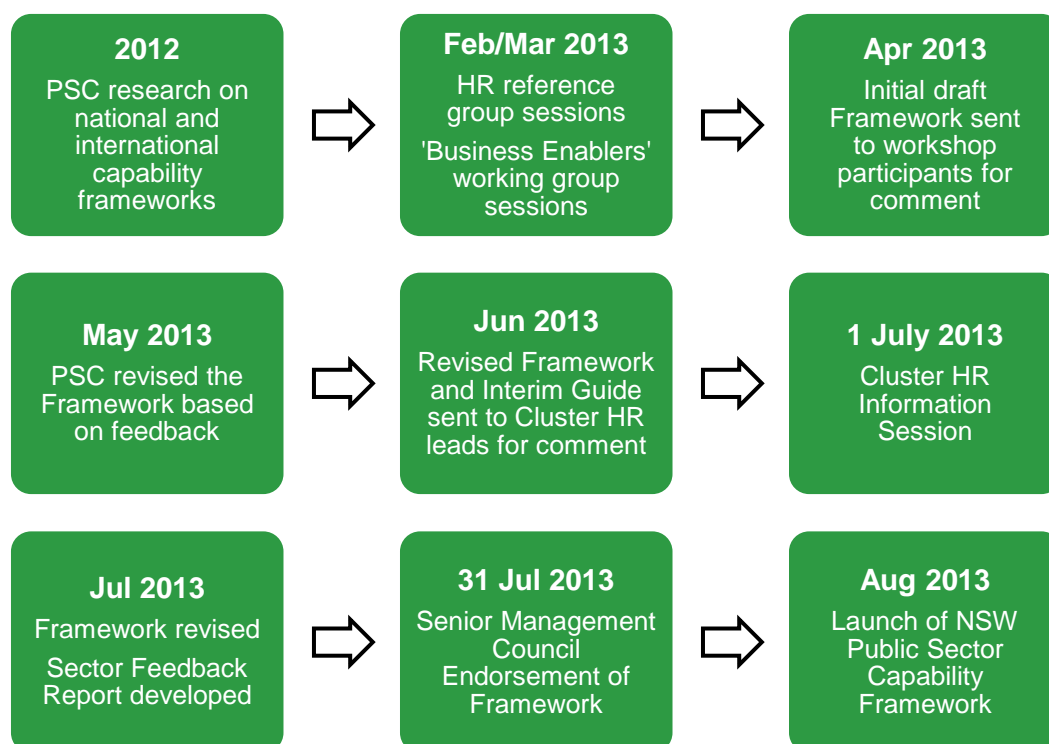 2012
PSC research on
national and
international
capability
frameworks
Feb/Mar 2013
HR reference
group sessions
'Business Enablers'
working group
sessions
Apr 2013
Initial draft
Framework sent
to workshop
participants for
comment
May 2013
PSC revised the
Framework based
on feedback
Jun 2013
Revised Framework
and Interim Guide
sent to Cluster HR
leads for comment
1 July 2013
Cluster HR
Information
Session
Jul 2013
Framework revised
Sector Feedback
Report developed
31 Jul 2013
Senior Management
Council
Endorsement of
Framework
Aug 2013
Launch of NSW
Public Sector
Capability
Framework